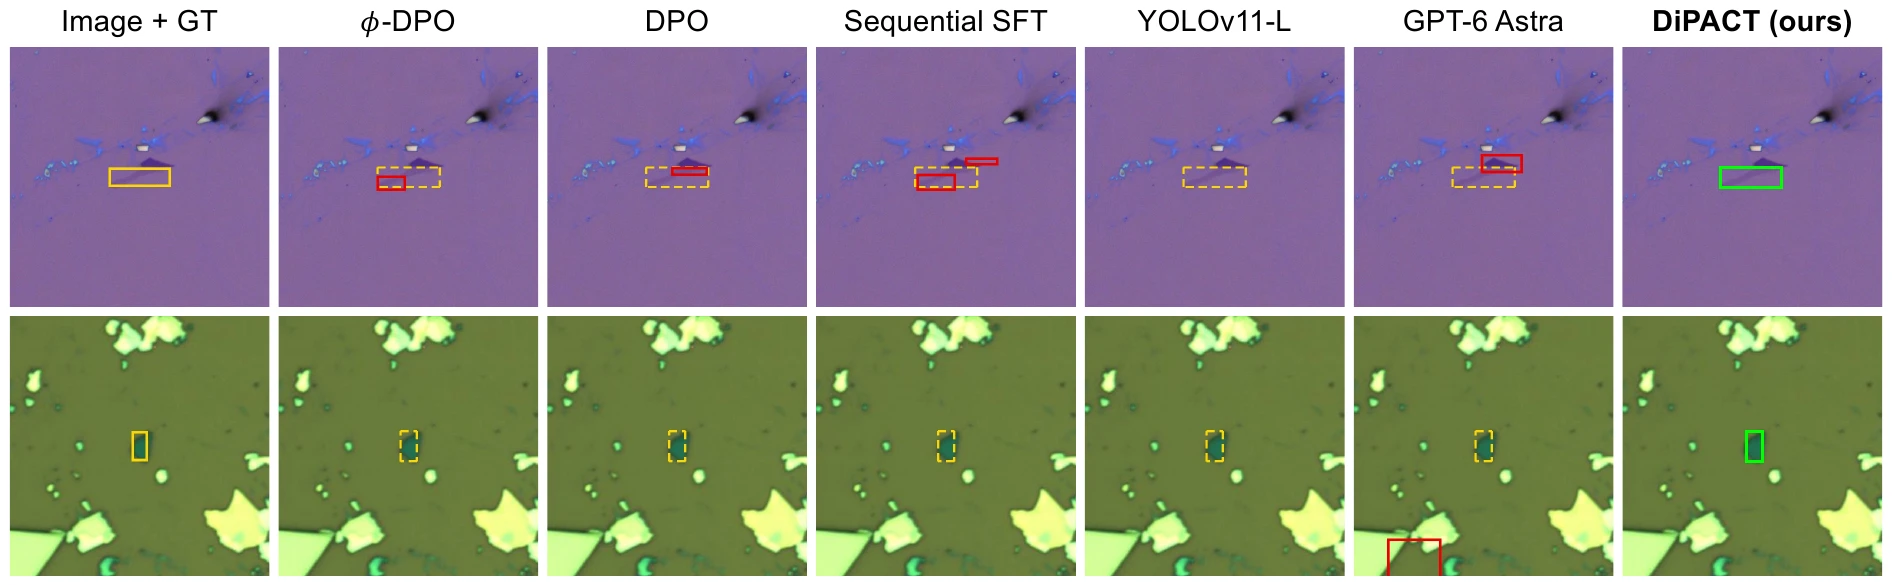 Image + GT
ϕ-DPO
DPO
Sequential SFT
YOLOv11-L
GPT-6 Astra
DiPACT (ours)